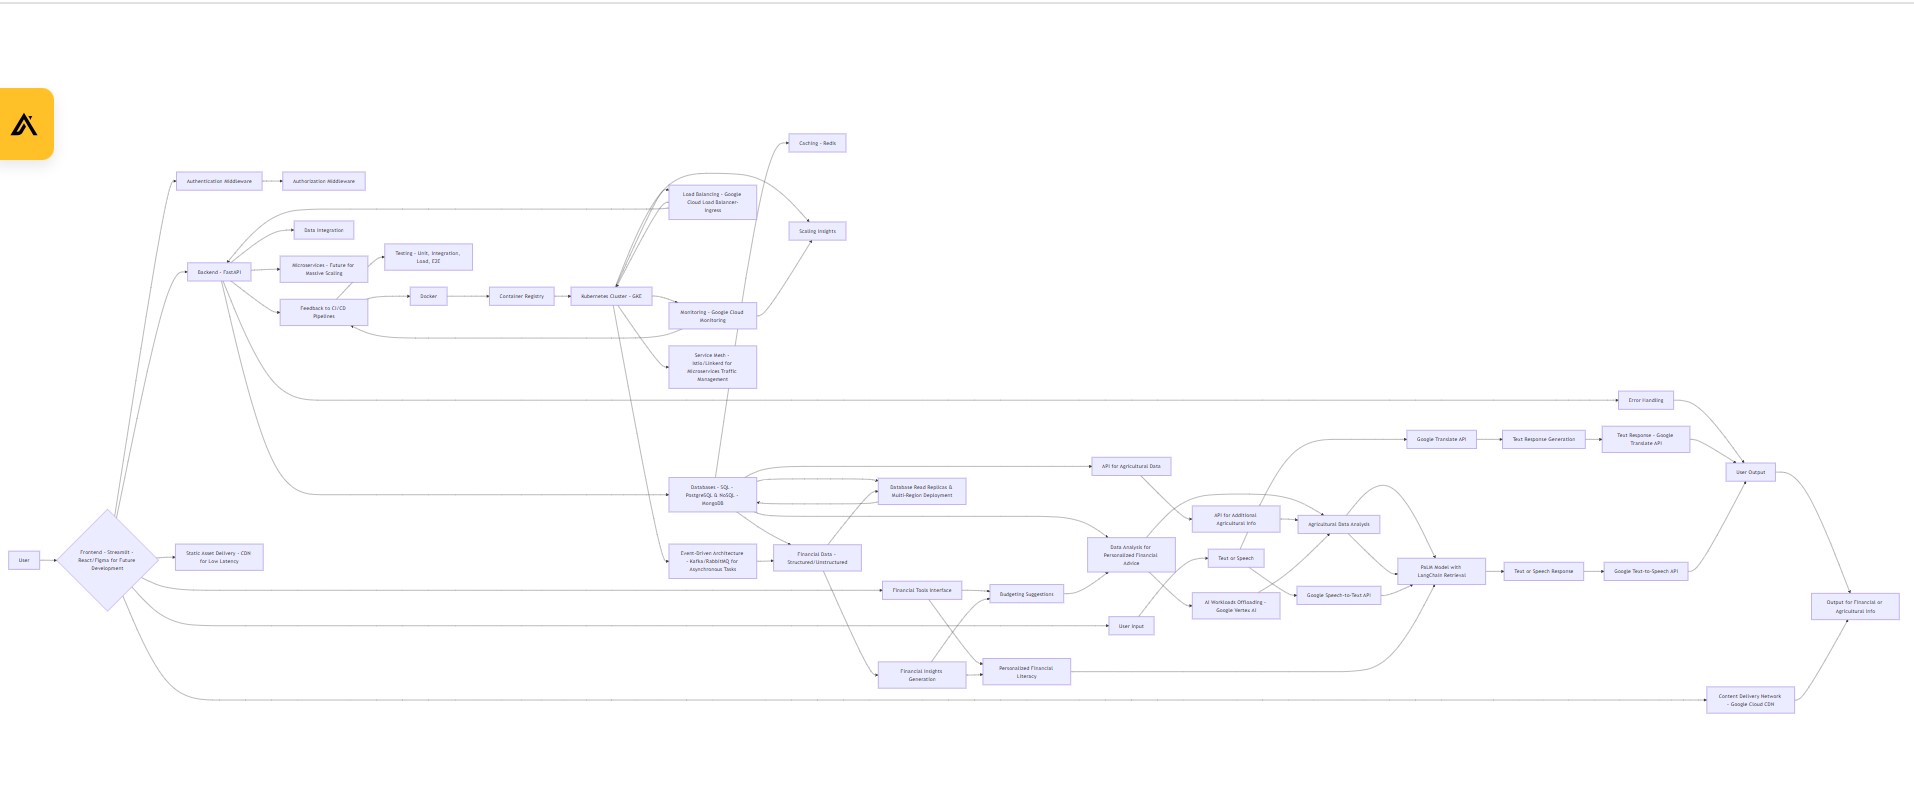 Caching - Redis
Authentication Middleware
Authorization Middleware
Load Balancing - Google
Cloud Load Balancer-
Ingress
Data Integration
Scaling Insights
Testing - Unit, Integration,
Load, E2E
Backend - FastAPI
Microservices - Future for
Massive Scaling
Docker
Container Registry
Kubernetes Cluster - GKE
Feedback to CI/CD
Pipelines
Monitoring - Google Cloud
Monitoring
Service Mesh -
Istio/Linkerd for
Microservices Traffic
Management
Error Handling
Google Translate API
Text Response Generation
Text Response - Google
Translate API
API for Agricultural Data
User Output
Databases - SQL -
PostgreSQL & NoSQL -
MongoDB
Database Read Replicas &
Multi-Region Deployment
API for Additional
Agricultural Info
Agricultural Data Analysis
User
Frontend - Streamlit -
React/Figma for Future
Development
Static Asset Delivery - CDN
for Low Latency
Event-Driven Architecture
- Kafka/RabbitMQ for
Asynchronous Tasks
Financial Data -
Structured/Unstructured
Data Analysis for
Personalized Financial
Advice
Text or Speech
PaLM Model with
LangChain Retrieval
Text or Speech Response
Google Text-to-Speech API
Financial Tools Interface
Budgeting Suggestions
AI Workloads Offloading -
Google Vertex AI
Google Speech-to-Text API
Output for Financial or
Agricultural Info
User Input
Financial Insights
Generation
Personalized Financial
Literacy
Content Delivery Network
- Google Cloud CDN